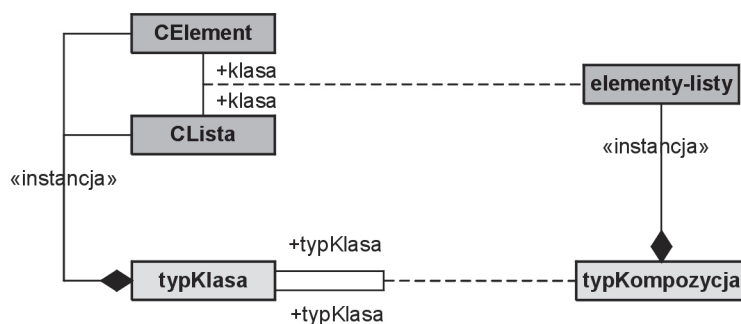 CElement
+klasa
+klasa
elementy-listy
CLista
«instancja»
«instancja»
+typKlasa
typKlasa
typKompozycja
+typKlasa